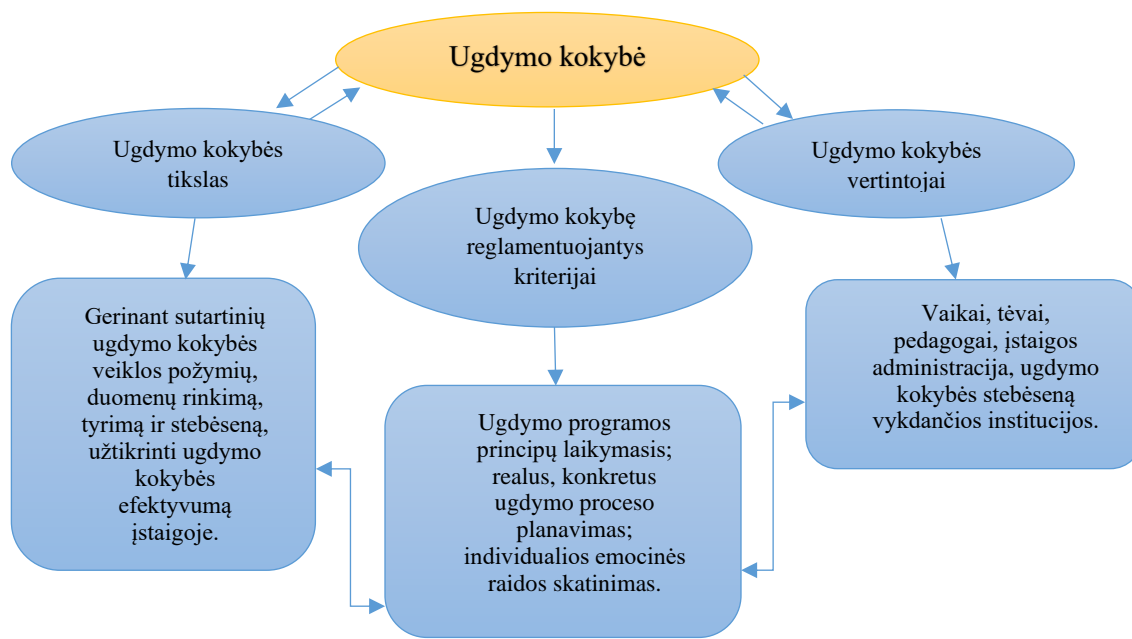 Ugdymo kokybė
Ugdymo kokybės
tikslas
Ugdymo kokybę
reglamentuojantys
kriterijai
Ugdymo kokybės
vertintojai
Gerinant sutartinių
ugdymo kokybės
veiklos požymių,
duomenų rinkimą,
tyrimą ir stebėseną,
užtikrinti ugdymo
kokybės
efektyvumą
įstaigoje.
Ugdymo programos
principų laikymasis;
realus, konkretus
ugdymo proceso
planavimas;
individualios emocinės
raidos skatinimas.
Vaikai, tėvai,
pedagogai, įstaigos
administracija, ugdymo
kokybės stebėseną
vykdančios institucijos.